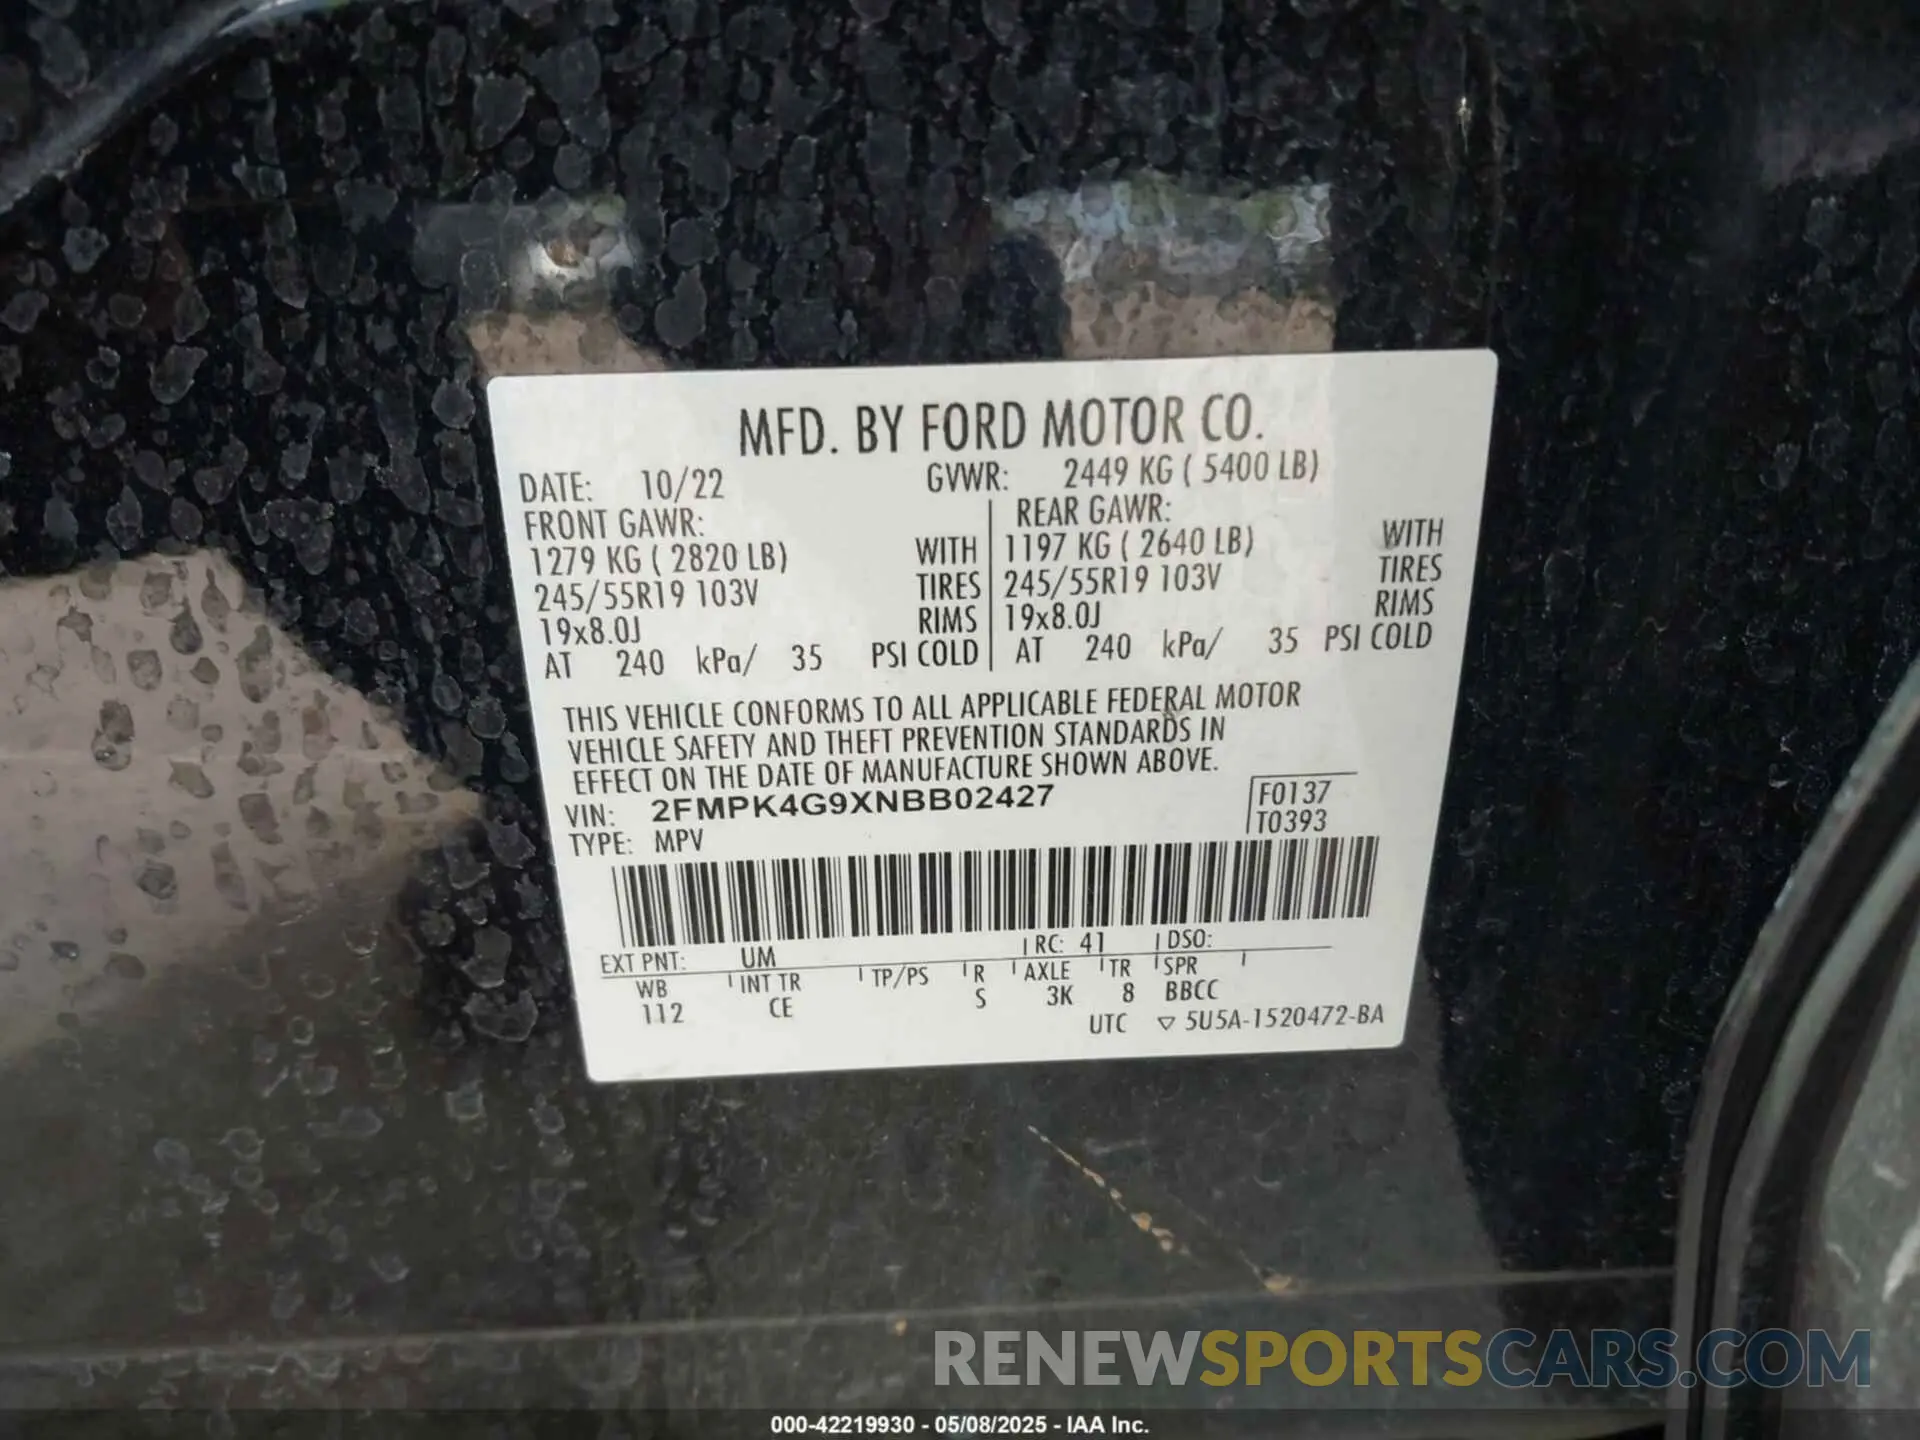 MFD. BY FORD MOTOR CO.
DATE: 10/22 GVWR: 2449 KG ( 5400 LB)
FRONT GAWR: REAR GAWR:
1279 KG ( 2820 LB) WITH 1197 KG ( 2640 LB) WITH
245/55R19 103V TIRES 245/55R19 103V TIRES
19x8.0J RIMS 19x8.0J RIMS
AT 240 kPa/ 35 PSI COLD AT 240 kPa/ 35 PSI COLD
THIS VEHICLE CONFORMS TO ALL APPLICABLE FEDERAL MOTOR
VEHICLE SAFETY AND THEFT PREVENTION STANDARDS IN
EFFECT ON THE DATE OF MANUFACTURE SHOWN ABOVE.
VIN: 2FMPK4G9XNBB02427 F0137
TYPE: MPV T0393
EXT PNT: UM RC: 41 DSO:
WB INT TR TP/PS R AXLE TR SPR
112 CE S 3K 8 BBCC
UTC ▽ 5U5A-1520472-BA
RENEWSPORTSCARS.COM
000-42219930 - 05/08/2025 - IAA Inc.